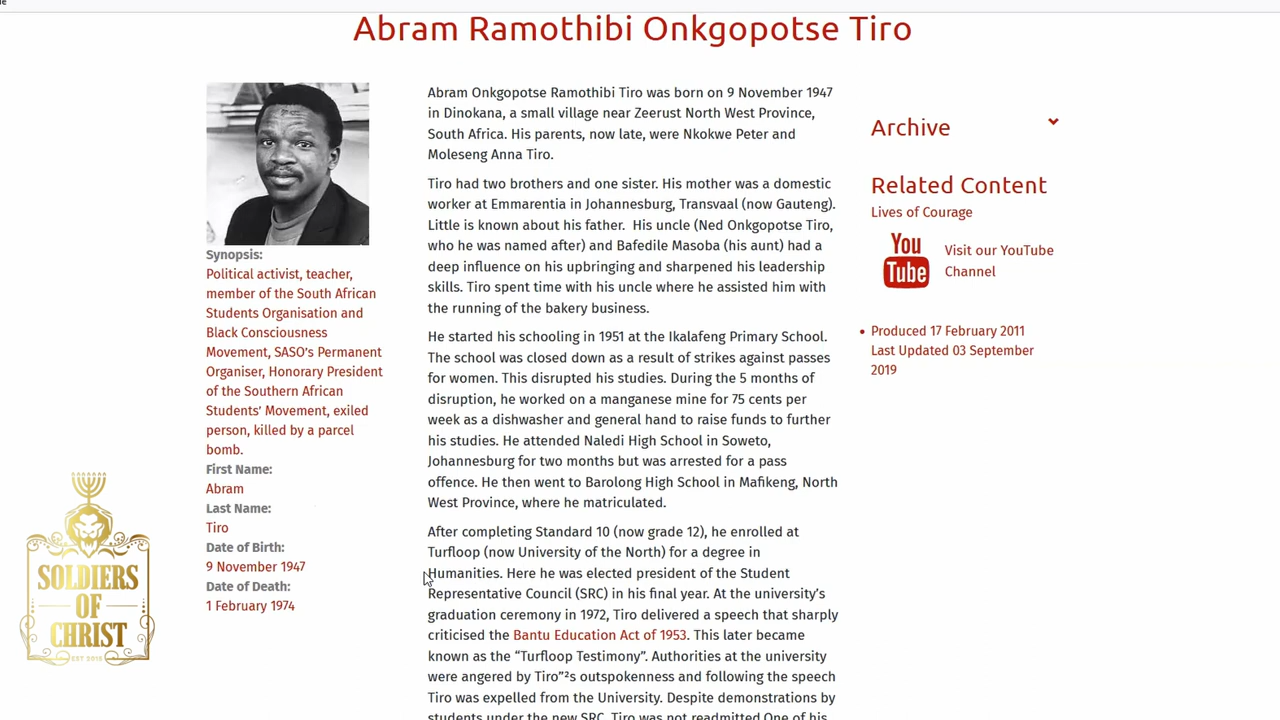 Abram Ramothibi Onkgopotse Tiro
Synopsis:
Political activist, teacher,
member of the South African
Students Organisation and
Black Consciousness
Movement, SASO's Permanent
Organiser, Honorary President
of the Southern African
Students' Movement, exiled
person, killed by a parcel
bomb.
First Name:
Abram
Last Name:
Tiro
Date of Birth:
9 November 1947
Date of Death:
1 February 1974
Abram Onkgopotse Ramothibi Tiro was born on 9 November 1947
in Dinokana, a small village near Zeerust North West Province,
South Africa. His parents, now late, were Nkokwe Peter and
Moleseng Anna Tiro.
Tiro had two brothers and one sister. His mother was a domestic
worker at Emmarentia in Johannesburg, Transvaal (now Gauteng).
Little is known about his father.  His uncle (Ned Onkgopotse Tiro,
who he was named after) and Bafedile Masoba (his aunt) had a
deep influence on his upbringing and sharpened his leadership
skills. Tiro spent time with his uncle where he assisted him with
the running of the bakery business.
He started his schooling in 1951 at the Ikalafeng Primary School.
The school was closed down as a result of strikes against passes
for women. This disrupted his studies. During the 5 months of
disruption, he worked on a manganese mine for 75 cents per
week as a dishwasher and general hand to raise funds to further
his studies. He attended Naledi High School in Soweto,
Johannesburg for two months but was arrested for a pass
offence. He then went to Barolong High School in Mafikeng, North
West Province, where he matriculated.
After completing Standard 10 (now grade 12), he enrolled at
Turfloop (now University of the North) for a degree in
Humanities. Here he was elected president of the Student
Representative Council (SRC) in his final year. At the university's
graduation ceremony in 1972, Tiro delivered a speech that sharply
criticised the Bantu Education Act of 1953. This later became
known as the “Turfloop Testimony”. Authorities at the university
were angered by Tiro”²s outspokenness and following the speech
Tiro was expelled from the University. Despite demonstrations by
students under the new SRC, Tiro was not readmitted One of his
Archive
Related Content
Lives of Courage
You
Tube
Visit our YouTube
Channel
• Produced 17 February 2011
Last Updated 03 September
2019
SOLDIERS
OF
CHRIST